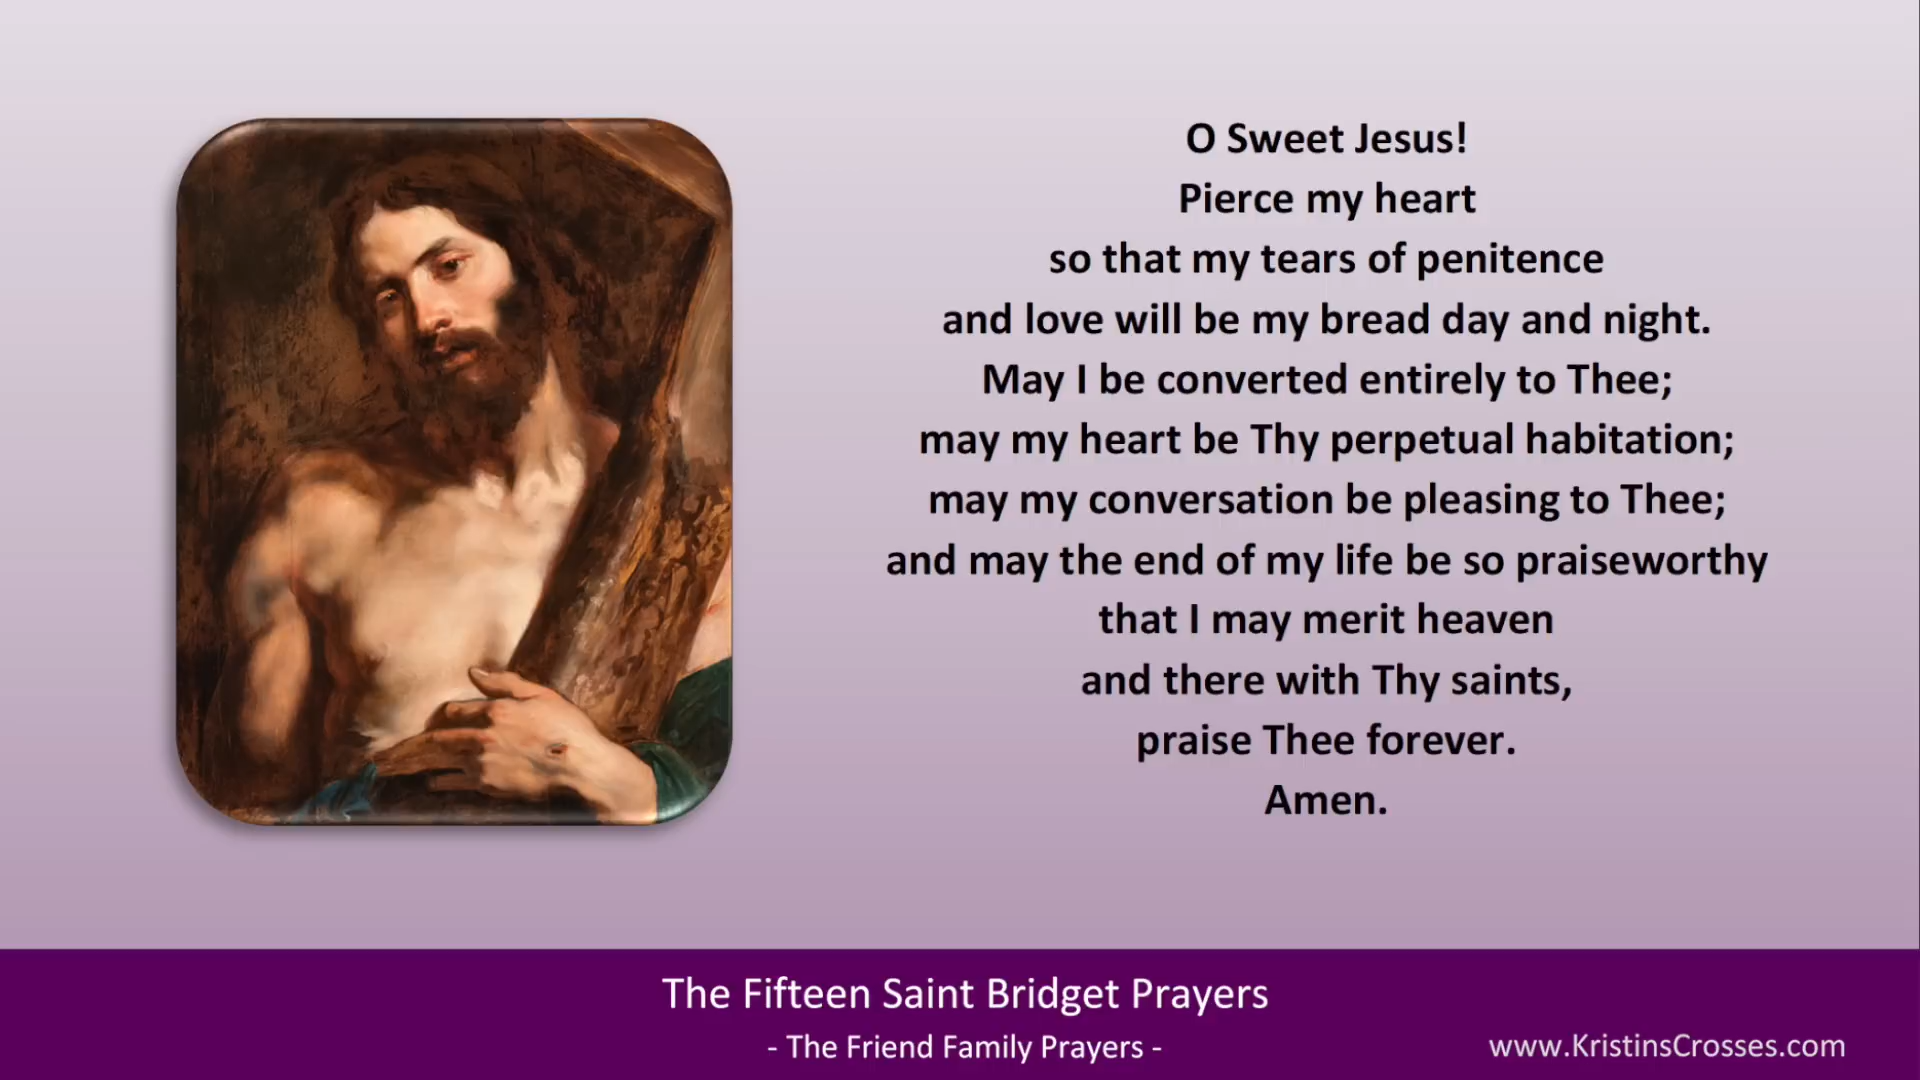 O Sweet Jesus!
Pierce my heart
so that my tears of penitence
and love will be my bread day and night.
May I be converted entirely to Thee;
may my heart be Thy perpetual habitation;
may my conversation be pleasing to Thee;
and may the end of my life be so praiseworthy
that I may merit heaven
and there with Thy saints,
praise Thee forever.
Amen.
The Fifteen Saint Bridget Prayers
- The Friend Family Prayers -
www.KristinsCrosses.com